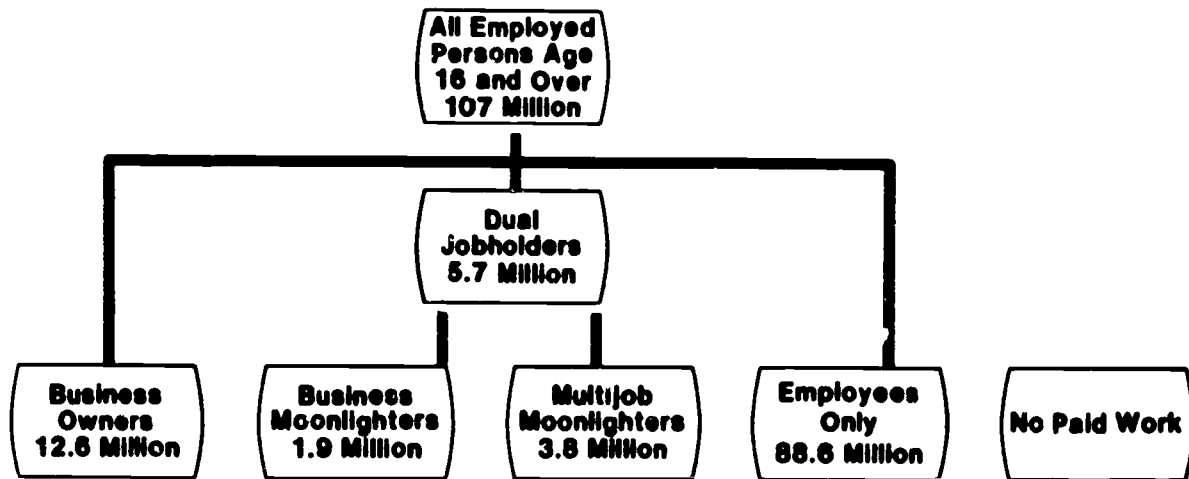 All Employed
Persons Age
16 and Over
107 Million
Dual
Jobholders
5.7 Million
Business
Owners
12.6 Million
Business
Moonlighters
1.9 Million
Multijob
Moonlighters
3.8 Million
Employees
Only
88.6 Million
No Paid Work